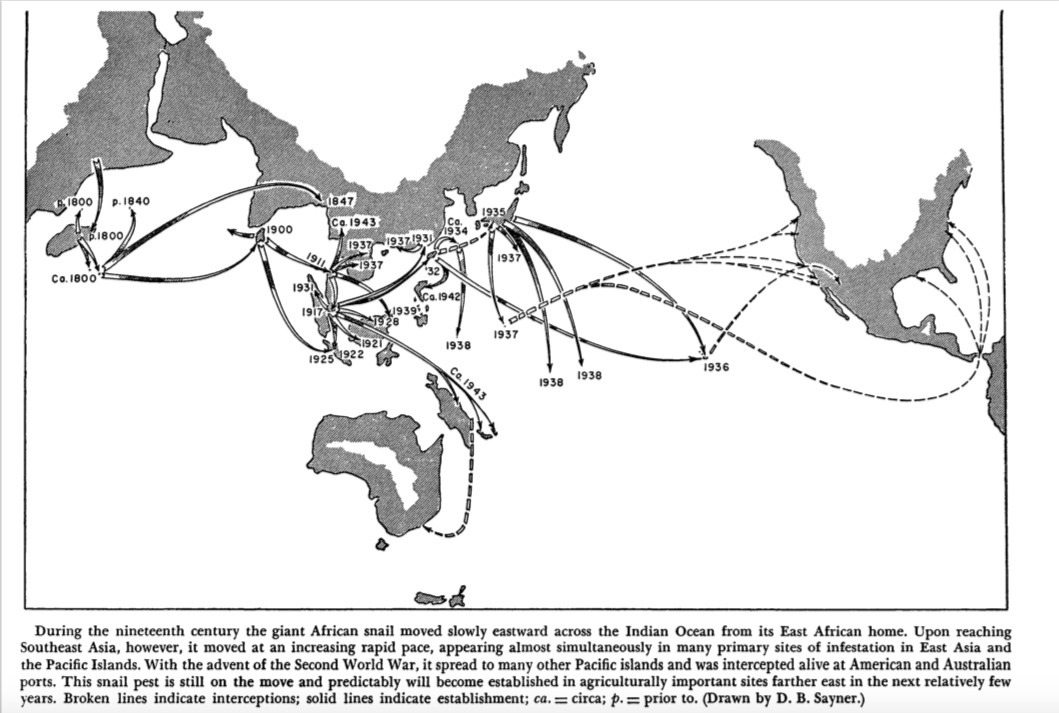 p. 1800
p. 1840
p. 1800
Ca. 1800
1847
1900
Ca. 1943
1911
1937
1937
1937
1931
Ca.
1934
1935
'32
1937
1931
1917
Ca. 1942
1939
1928
1921
1922
1925
1938
1937
1938
1938
1936
Ca. 1943
During the nineteenth century the giant African snail moved slowly eastward across the Indian Ocean from its East African home. Upon reaching
Southeast Asia, however, it moved at an increasing rapid pace, appearing almost simultaneously in many primary sites of infestation in East Asia and
the Pacific Islands. With the advent of the Second World War, it spread to many other Pacific islands and was intercepted alive at American and Australian
ports. This snail pest is still on the move and predictably will become established in agriculturally important sites farther east in the next relatively few
years. Broken lines indicate interceptions; solid lines indicate establishment; ca. = circa; p. = prior to. (Drawn by D. B. Sayner.)